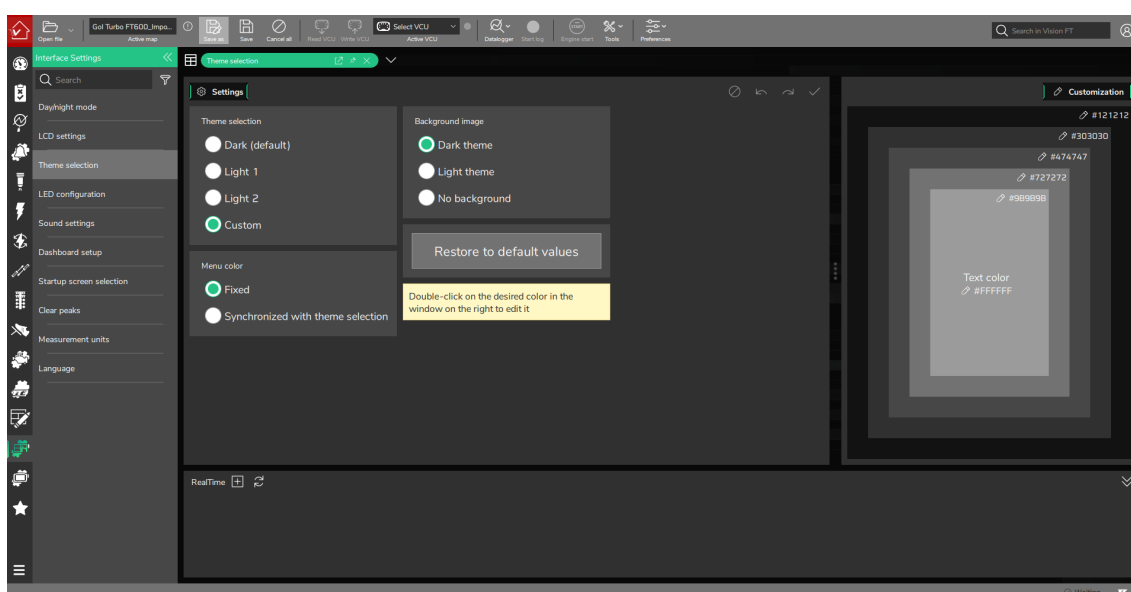 Open file
Gol Turbo FT600_Impo...
Active map
Save as
Save
Cancel all
Read VCU
Write VCU
Select VCU
Active VCU
Datalogger
Start log
Engine start
Tools
Preferences
Search in Vision FT
Interface Settings
Search
Day/night mode
LCD settings
Theme selection
LED configuration
Sound settings
Dashboard setup
Startup screen selection
Clear peaks
Measurement units
Language
Theme selection
Settings
Theme selection
Dark (default)
Light 1
Light 2
Custom
Menu color
Fixed
Synchronized with theme selection
Background image
Dark theme
Light theme
No background
Restore to default values
Double-click on the desired color in the
window on the right to edit it
Customization
#121212
#303030
#474747
#727272
#9B9B9B
Text color
#FFFFFF
RealTime